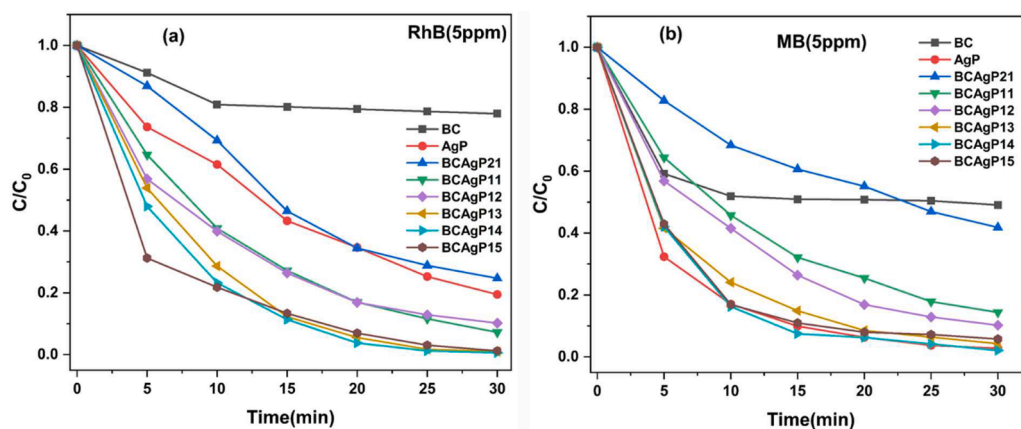 (a)
RhB(5ppm)
C/C0
1.0
0.8
0.6
0.4
0.2
0.0
BC
AgP
BCAgP21
BCAgP11
BCAgP12
BCAgP13
BCAgP14
BCAgP15
0 5 10 15 20 25 30
Time(min)
(b)
MB(5ppm)
C/C0
1.0
0.8
0.6
0.4
0.2
0.0
BC
AgP
BCAgP21
BCAgP11
BCAgP12
BCAgP13
BCAgP14
BCAgP15
0 5 10 15 20 25 30
Time(min)